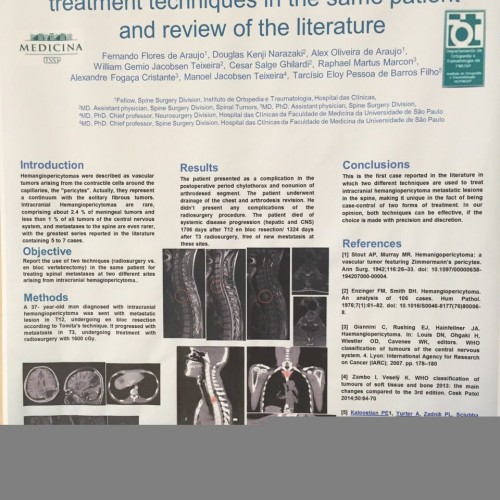 treatment techniques in the same patient
and review of the literature
MEDICINA
USP
Fernando Flores de Araujo¹, Douglas Kenji Narazaki², Alex Oliveira de Araujo¹,
William Gemio Jacobsen Teixeira², Cesar Salge Ghilardi², Raphael Martus Marcon³,
Alexandre Fogaça Cristante³, Manoel Jacobsen Teixeira⁴, Tarcísio Eloy Pessoa de Barros Filho⁵
¹Fellow, Spine Surgery Division, Instituto de Ortopedia e Traumatologia, Hospital das Clínicas,
²MD. Assistant physician, Spine Surgery Division, Spinal Tumors, ³MD, PhD. Assistant physician, Spine Surgery Division,
⁴MD, PhD. Chief professor, Neurosurgery Division, Hospital das Clínicas da Faculdade de Medicina da Universidade de São Paulo
⁵MD, PhD. Chief professor, Spine Surgery Division, Hospital das Clínicas da Faculdade de Medicina da Universidade de São Paulo
Departamento de
Ortopedia e
Traumatologia da
FMUSP
Introduction
Hemangiopericytomas were described as vascular
tumors arising from the contractile cells around the
capillaries, the "pericytes". Actually, they represent
a continuum with the solitary fibrous tumors.
Intracranial Hemangiopericytomas are rare,
comprising about 2.4 % of meningual tumors and
less than 1 % of all tumors of the central nervous
system, and metastases to the spine are even rarer,
with the greatest series reported in the literature
containing 5 to 7 cases.
Objective
Report the use of two techniques (radiosurgery vs.
en bloc vertebrectomy) in the same patient for
treating spinal metastases at two different sites
arising from intracranial hemangiopericytoma.
Methods
A 37- year-old man diagnosed with intracranial
hemangiopericytoma was sent with metastatic
lesion in T12, undergoing en bloc resection
according to Tomita's technique. It progressed with
metastasis in T3, undergoing treatment with
radiosurgery with 1600 cGy.
Results
The patient presented as a complication in the
postoperative period chylothorax and nonunion of
arthrodesed segment. The patient underwent
drainage of the chest and arthrodesis revision. He
didn't present any complications of the
radiosurgery procedure. The patient died of
systemic disease progression (hepatic and CNS)
1706 days after T12 en bloc resection/ 1324 days
after T3 radiosurgery, free of new mestatasis at
these sites.
Conclusions
This is the first case reported in the literature in
which two different techniques are used to treat
intracranial hemangiopericytoma metastatic lesions
in the spine, making it unique in the fact of being
case-control of two forms of treatment. In our
opinion, both techniques can be effective, if the
choice is made with precision and discretion.
References
[1] Stout AP, Murray MR. Hemangiopericytoma: a
vascular tumor featuring Zimmermann's pericytes.
Ann. Surg. 1942;116:26–33. doi: 10.1097/00000658-
194207000-00004.
[2] Enzinger FM, Smith BH. Hemangiopericytoma.
An analysis of 106 cases. Hum Pathol.
1976;7(1):61–82. doi: 10.1016/S0046-8177(76)80006-
8.
[3] Giannini C, Rushing EJ, Hainfellner JA,
Haemangiopericytoma. In: Louis DN, Ohgaki H,
Wiestler OD, Cavenee WK, editors. WHO
classification of tumours of the central nervous
system. 4. Lyon: International Agency for Research
on Cancer (IARC); 2007. pp. 178–180
[4] Zambo I, Veselý K. WHO classification of
tumours of soft tissue and bone 2013: the main
changes compared to the 3rd edition. Cesk Patol
2014;50:64-70
[5] Kaloostian PE1, Yurter A, Zadnik PL, Sciubba